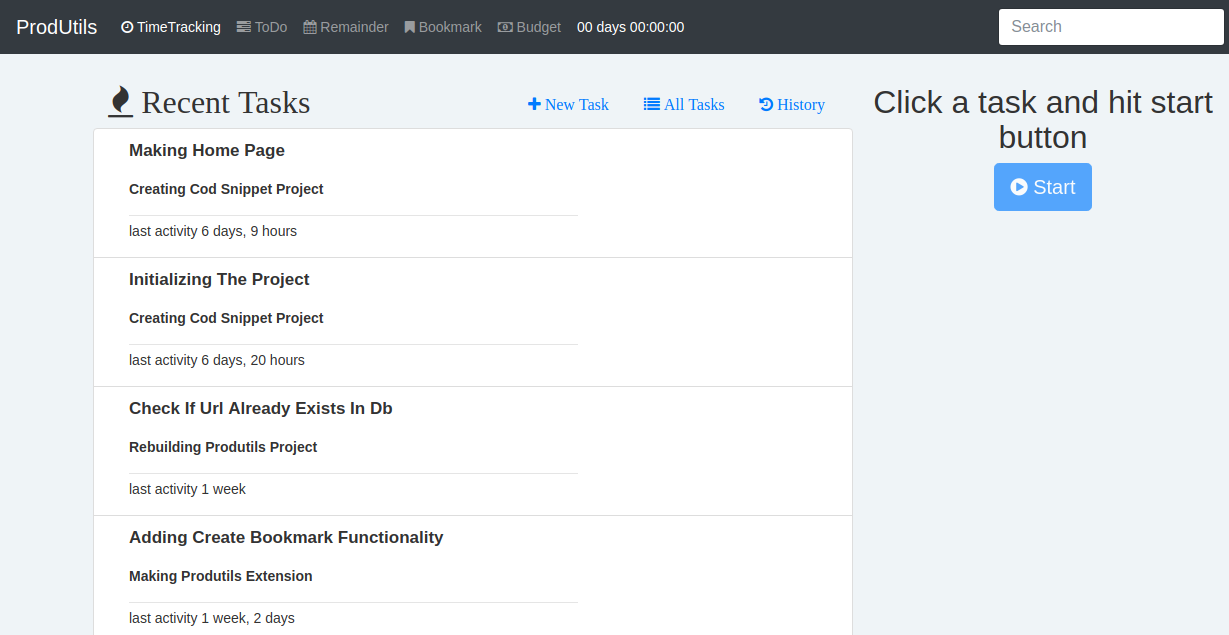 ProdUtils TimeTracking ToDo Remainder Bookmark Budget 00 days 00:00:00 Search
Recent Tasks New Task All Tasks History
Making Home Page
Creating Cod Snippet Project
last activity 6 days, 9 hours
Initializing The Project
Creating Cod Snippet Project
last activity 6 days, 20 hours
Check If Url Already Exists In Db
Rebuilding Produtils Project
last activity 1 week
Adding Create Bookmark Functionality
Making Produtils Extension
last activity 1 week, 2 days
Click a task and hit start
button
Start